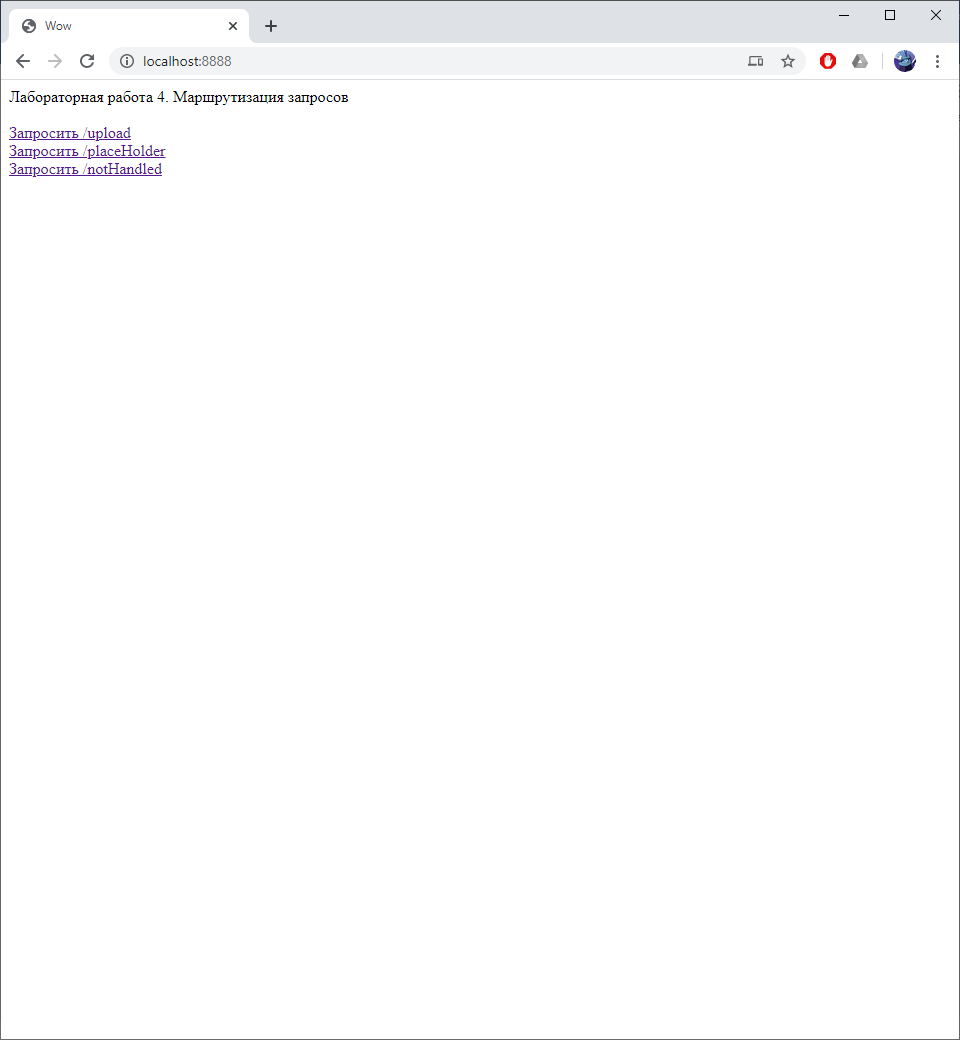 Wow
localhost:8888
Лабораторная работа 4. Маршрутизация запросов
Запросить /upload
Запросить /placeHolder
Запросить /notHandled